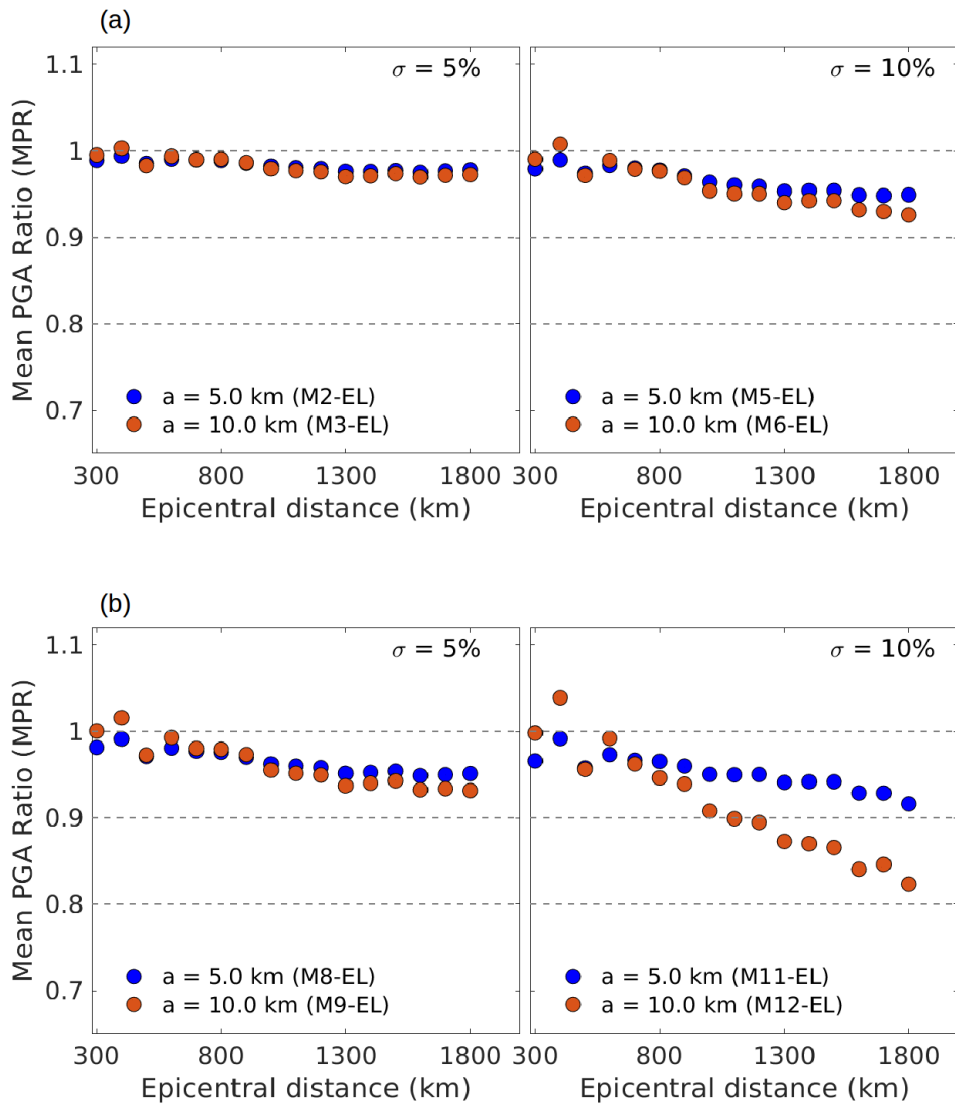 (a)
σ = 5%
σ = 10%
1.1
1
0.9
0.8
0.7
Mean PGA Ratio (MPR)
a = 5.0 km (M2-EL)
a = 10.0 km (M3-EL)
a = 5.0 km (M5-EL)
a = 10.0 km (M6-EL)
300 800 1300 1800
300 800 1300 1800
Epicentral distance (km)
Epicentral distance (km)
(b)
σ = 5%
σ = 10%
1.1
1
0.9
0.8
0.7
Mean PGA Ratio (MPR)
a = 5.0 km (M8-EL)
a = 10.0 km (M9-EL)
a = 5.0 km (M11-EL)
a = 10.0 km (M12-EL)
300 800 1300 1800
300 800 1300 1800
Epicentral distance (km)
Epicentral distance (km)